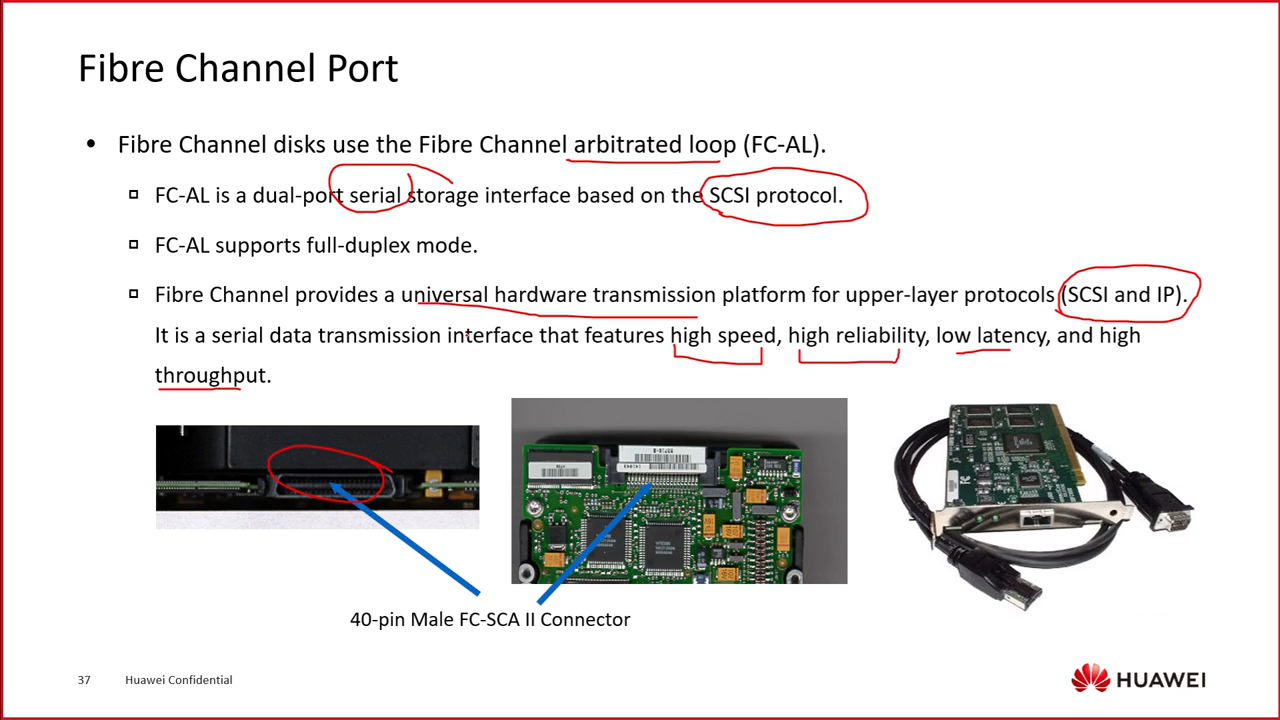 Fibre Channel Port
• Fibre Channel disks use the Fibre Channel arbitrated loop (FC-AL).
FC-AL is a dual-port serial storage interface based on the SCSI protocol.
FC-AL supports full-duplex mode.
Fibre Channel provides a universal hardware transmission platform for upper-layer protocols (SCSI and IP).
It is a serial data transmission interface that features high speed, high reliability, low latency, and high
throughput.
40-pin Male FC-SCA II Connector
37 Huawei Confidential
HUAWEI